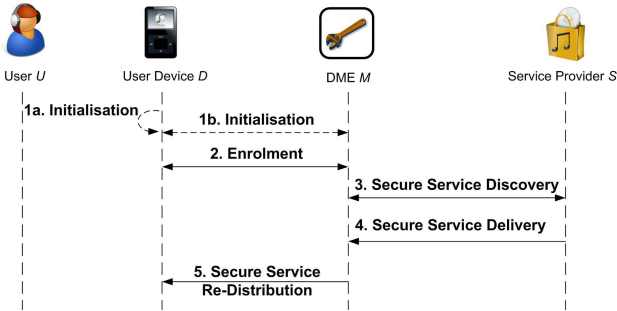 User U
User Device D
DME M
Service Provider S
1a. Initialisation
1b. Initialisation
2. Enrolment
3. Secure Service Discovery
4. Secure Service Delivery
5. Secure Service
Re-Distribution